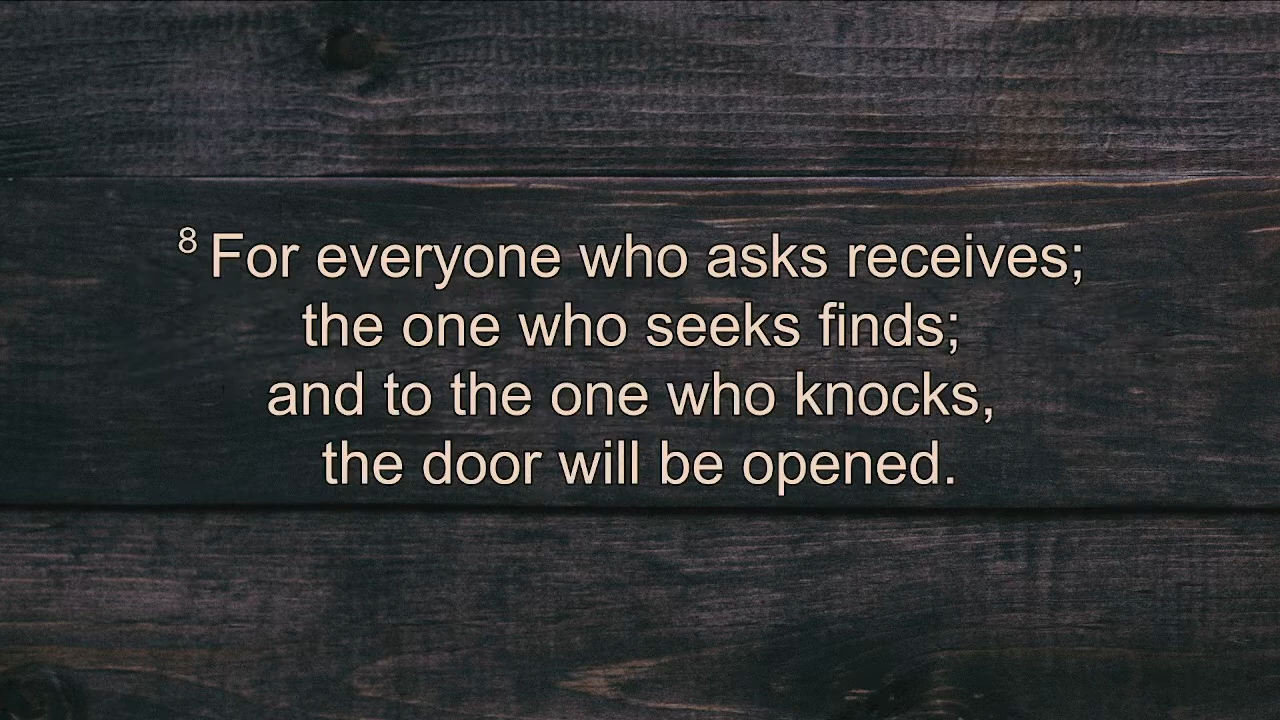 ⁸ For everyone who asks receives;
the one who seeks finds;
and to the one who knocks,
the door will be opened.